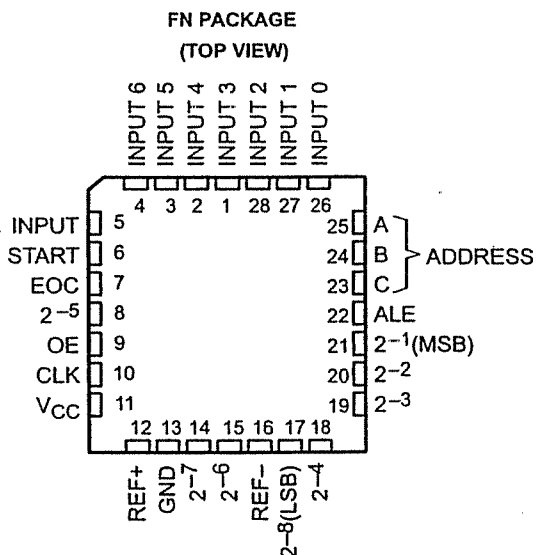 FN PACKAGE
(TOP VIEW)
INPUT 6
INPUT 5
INPUT 4
INPUT 3
INPUT 2
INPUT 1
INPUT 0
4 3 2 1 28 27 26
INPUT 5 25 A
START 6 24 B ADDRESS
EOC 7 23 C
2−5 8 22 ALE
OE 9 21 2−1(MSB)
CLK 10 20 2−2
VCC 11 19 2−3
12 13 14 15 16 17 18
REF+
GND
2−7
2−6
REF−
2−8(LSB)
2−4